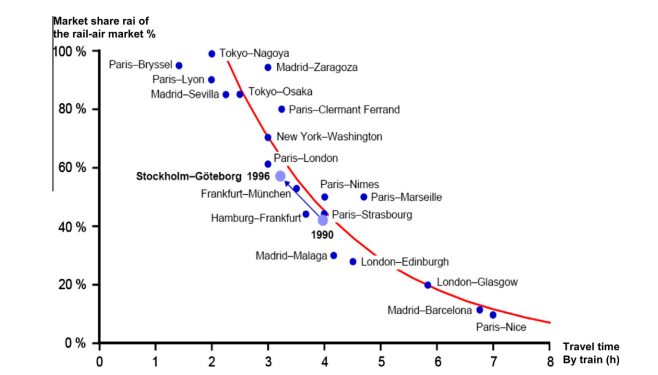 Market share rai of
the rail-air market %
100 %
80 %
60 %
40 %
20 %
0 %
Tokyo–Nagoya
Paris–Bryssel
Madrid–Zaragoza
Paris–Lyon
Madrid–Sevilla
Tokyo–Osaka
Paris–Clermant Ferrand
New York–Washington
Paris–London
Stockholm–Göteborg 1996
Paris–Nimes
Frankfurt–München
Paris–Marseille
Hamburg–Frankfurt
Paris–Strasbourg
1990
Madrid–Malaga
London–Edinburgh
London–Glasgow
Madrid–Barcelona
Paris–Nice
0 1 2 3 4 5 6 7 8
Travel time
By train (h)